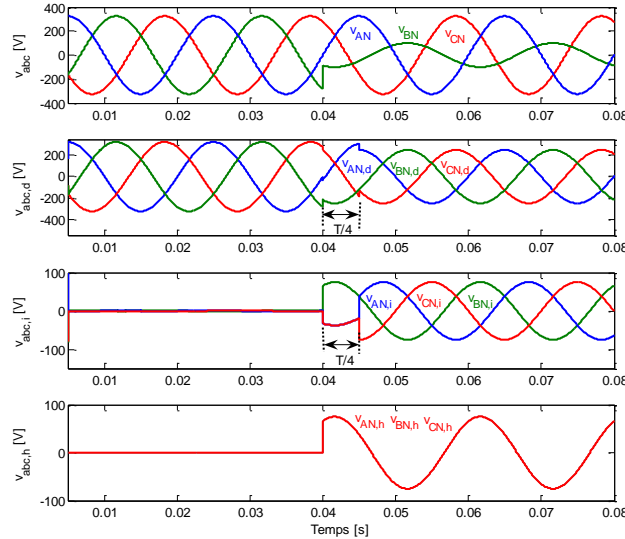 400
200
0
-200
-400
v_abc [V]
v_AN
v_BN
v_CN
0.01 0.02 0.03 0.04 0.05 0.06 0.07 0.08
200
0
-200
-400
v_abc,d [V]
v_AN,d
v_BN,d
v_CN,d
T/4
0.01 0.02 0.03 0.04 0.05 0.06 0.07 0.08
100
0
-100
v_abc,i [V]
v_AN,i
v_CN,i
v_BN,i
T/4
0.01 0.02 0.03 0.04 0.05 0.06 0.07 0.08
100
0
-100
v_abc,h [V]
v_AN,h v_BN,h v_CN,h
0.01 0.02 0.03 0.04 0.05 0.06 0.07 0.08
Temps [s]